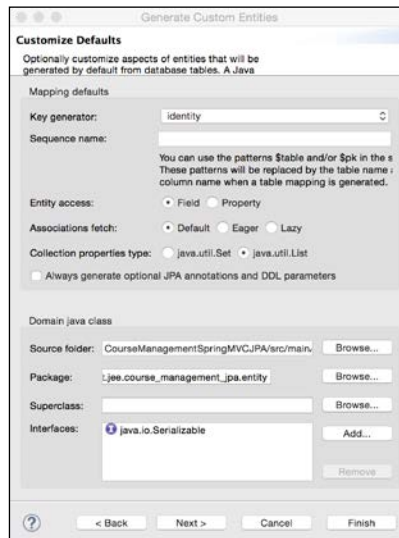 Generate Custom Entities
Customize Defaults
Optionally customize aspects of entities that will be
generated by default from database tables. A Java
Mapping defaults
Key generator: identity
Sequence name:
You can use the patterns $table and/or $pk in the s
These patterns will be replaced by the table name
column name when a table mapping is generated.
Entity access: Field Property
Associations fetch: Default Eager Lazy
Collection properties type: java.util.Set java.util.List
Always generate optional JPA annotations and DDL parameters
Domain java class
Source folder: CourseManagementSpringMVCJPA/src/main/ Browse...
Package: t.jee.course_management_jpa.entity Browse...
Superclass: Browse...
Interfaces: java.io.Serializable Add...
Remove
? < Back Next > Cancel Finish